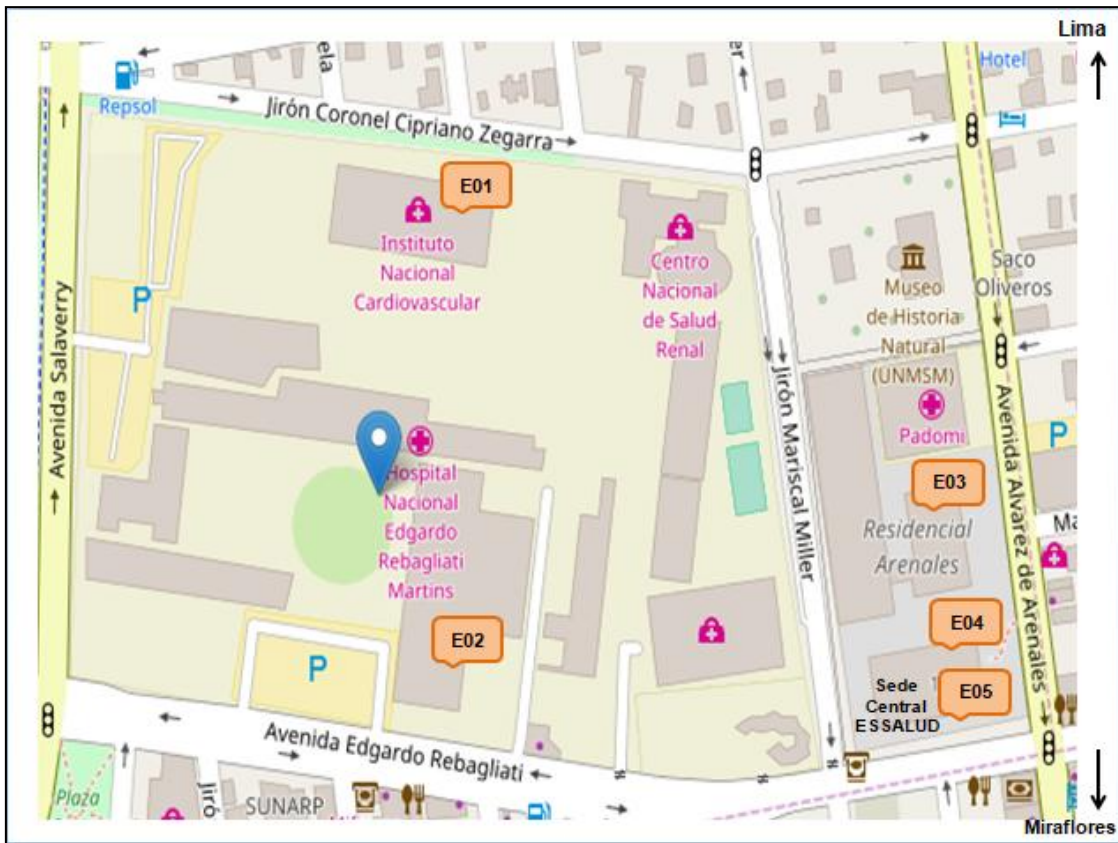 Lima
Hotel
Repsol
Jirón Coronel Cipriano Zegarra
E01
Instituto
Nacional
Cardiovascular
Centro
Nacional
de Salud
Renal
Museo
de Historia
Natural
(UNMSM)
Saco
Oliveros
P
Avenida Salaverry
Jirón Mariscal Miller
Padomi
P
Avenida Alvarez de Arenales
E03
Hospital
Nacional
Edgardo
Rebagliati
Martins
Residencial
Arenales
E02
E04
P
Sede
Central
ESSALUD
E05
Avenida Edgardo Rebagliati
Plaza
SUNARP
Miraflores